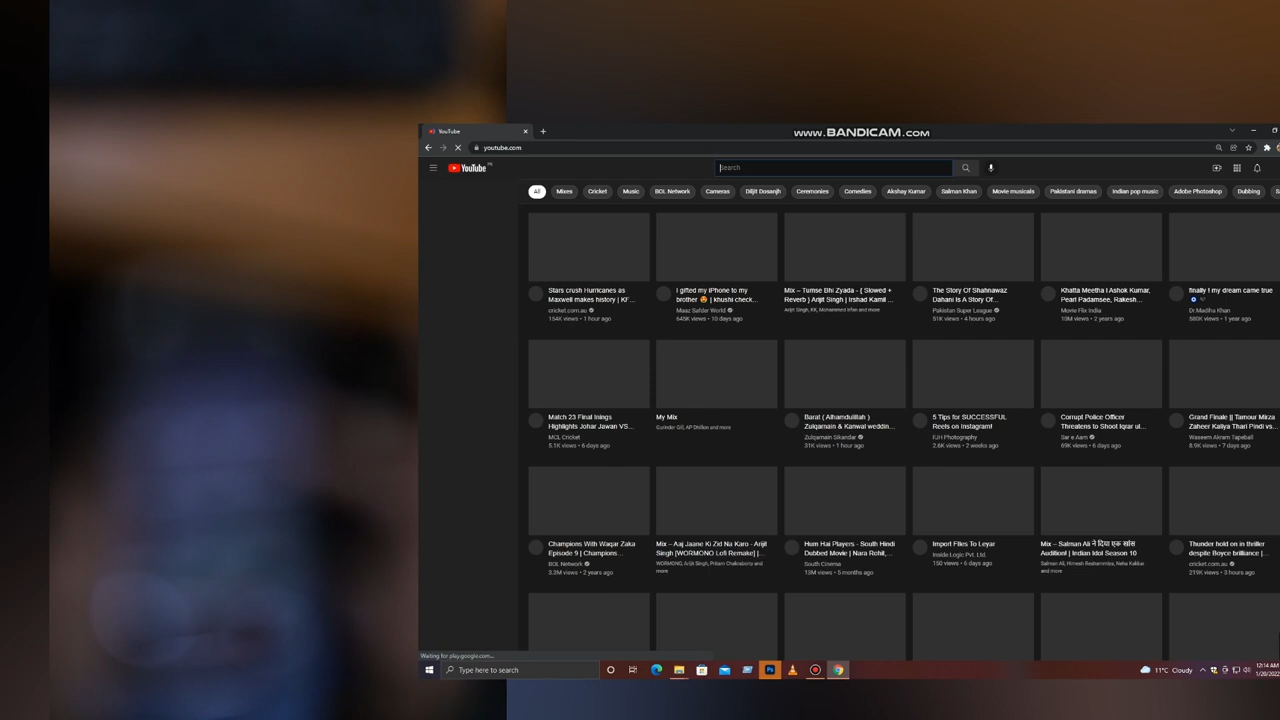 YouTube
www.BANDICAM.com
youtube.com
YouTube PK
Search
All Mixes Cricket Music BOL Network Cameras Diljit Dosanjh Ceremonies Comedies Akshay Kumar Salman Khan Movie musicals Pakistani dramas Indian pop music Adobe Photoshop Dubbing
Stars crush Hurricanes as
Maxwell makes history | KF...
cricket.com.au
154K views • 1 hour ago
I gifted my iPhone to my
brother 😍 | khushi check...
Maaz Safder World
645K views • 10 days ago
Mix – Tumse Bhi Zyada - ( Slowed +
Reverb ) Arijit Singh | Irshad Kamil ...
Arijit Singh, KK, Mohammed Irfan and more
The Story Of Shahnawaz
Dahani Is A Story Of...
Pakistan Super League
51K views • 4 hours ago
Khatta Meetha I Ashok Kumar,
Pearl Padamsee, Rakesh...
Movie Flix India
10M views • 2 years ago
finally ! my dream came true
Dr.Madiha Khan
580K views • 1 year ago
Match 23 Final Inings
Highlights Johar Jawan VS...
MCL Cricket
5.1K views • 6 days ago
My Mix
Gurinder Gill, AP Dhillon and more
Barat ( Alhamdulillah )
Zulqarnain & Kanwal weddin...
Zulqarnain Sikandar
31K views • 1 hour ago
5 Tips for SUCCESSFUL
Reels on Instagram!
FJH Photography
2.6K views • 2 weeks ago
Corrupt Police Officer
Threatens to Shoot Iqrar ul...
Sar e Aam
69K views • 6 days ago
Grand Finale || Tamour Mirza
Zaheer Kaliya Thari Pindi vs...
Waseem Akram Tapeball
8.9K views • 7 days ago
Champions With Waqar Zaka
Episode 9 | Champions...
BOL Network
3.3M views • 2 years ago
Mix – Aaj Jaane Ki Zid Na Karo - Arijit
Singh [WORMONO Lofi Remake] |...
WORMONO, Arijit Singh, Pritam Chakraborty and
more
Hum Hai Players - South Hindi
Dubbed Movie | Nara Rohit,...
South Cinema
13M views • 5 months ago
Import Files To Leyar
Inside Logic Pvt. Ltd.
150 views • 6 days ago
Mix – Salman Ali ने दिया एक खास
Audition! | Indian Idol Season 10
Salman Ali, Himesh Reshammiya, Neha Kakkar
and more
Thunder hold on in thriller
despite Boyce brilliance |...
cricket.com.au
219K views • 3 hours ago
Waiting for play.google.com...
Type here to search
Ps
11°C Cloudy
12:14 AM
1/20/2022